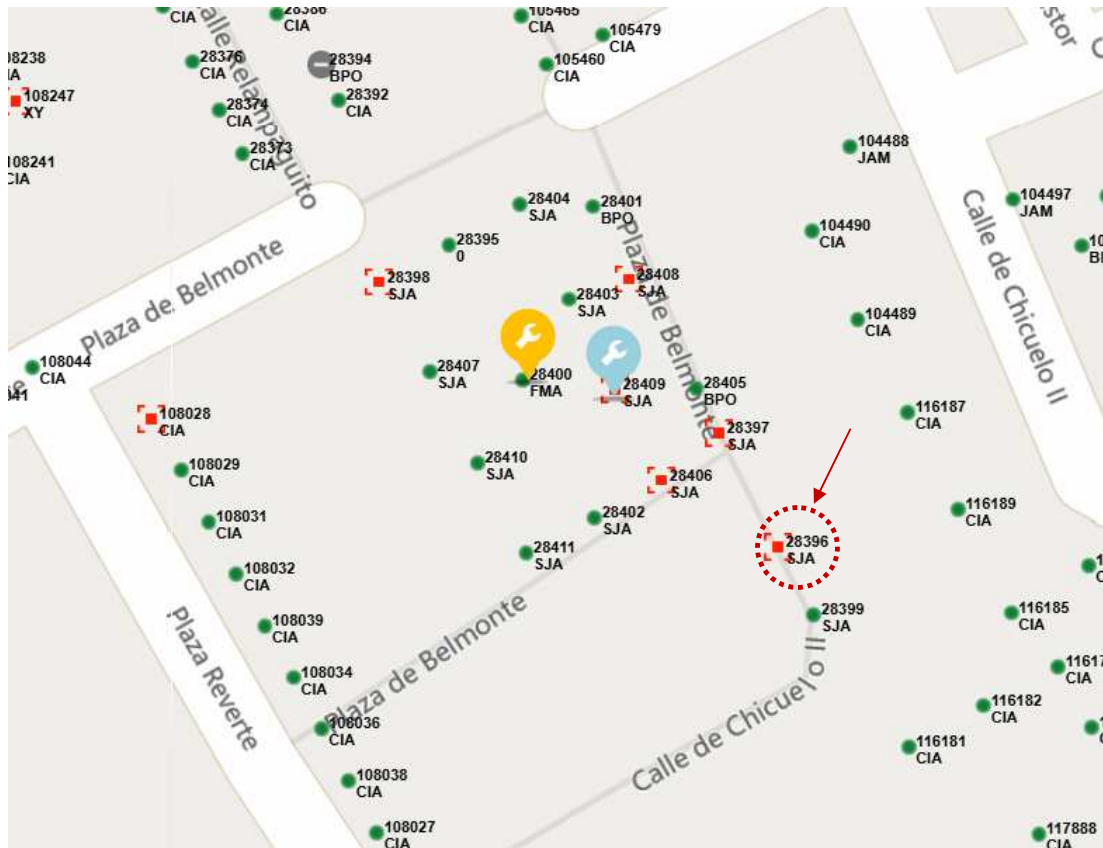 CIA
28386
CIA
105465
CIA
105479
CIA
stor
08238
IA
28376
CIA
Calle Relampaguito
28394
BPO
105460
CIA
108247
XY
28374
CIA
28392
CIA
28373
CIA
108241
CIA
104488
JAM
28404
SJA
28401
BPO
104497
JAM
104490
CIA
28395
0
Plaza de Belmonte
Plaza de Belmonte
Calle de Chicuelo II
28398
SJA
28408
SJA
28403
SJA
104489
CIA
108044
CIA
e
041
28407
SJA
28400
FMA
28409
SJA
28405
BPO
108028
CIA
116187
CIA
28397
SJA
108029
CIA
28410
SJA
28406
SJA
108031
CIA
28402
SJA
116189
CIA
28411
SJA
28396
SJA
108032
CIA
108039
CIA
Plaza Reverte
Plaza de Belmonte
28399
SJA
116185
CIA
108034
CIA
Calle de Chicuelo II
108036
CIA
116182
CIA
116181
CIA
108038
CIA
108027
CIA
117888
CIA